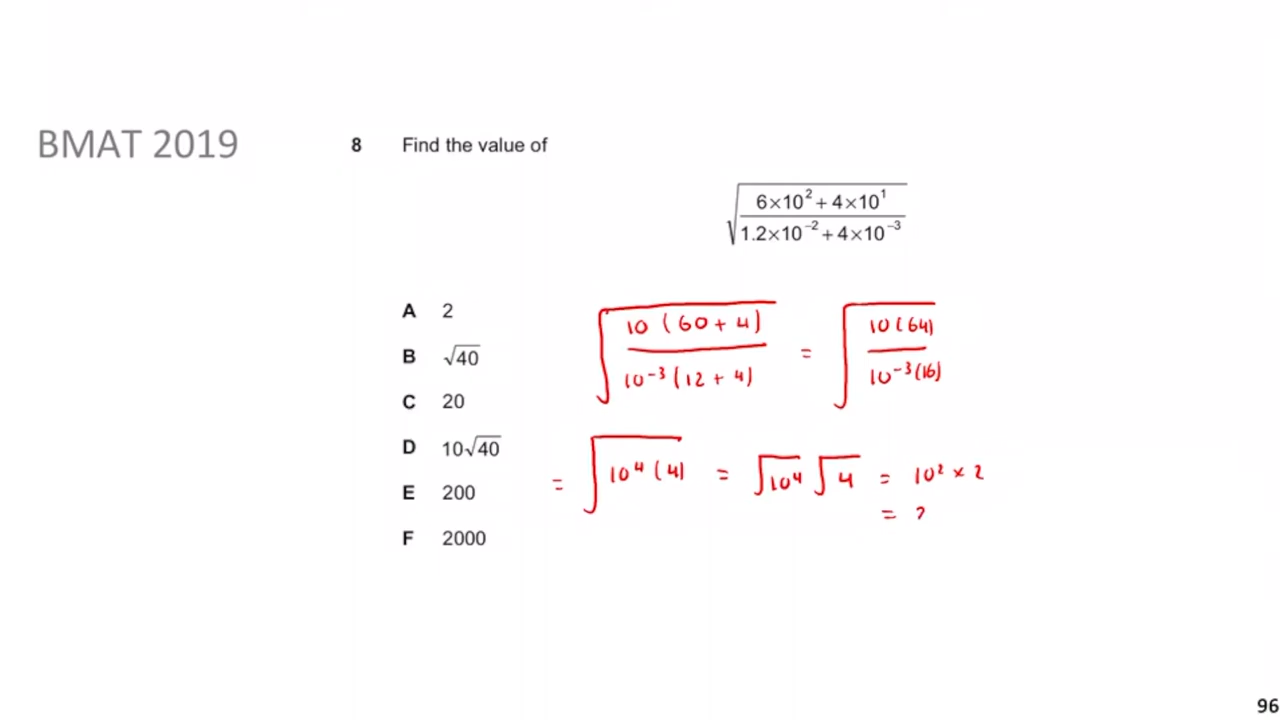 BMAT 2019
8 Find the value of
√((6×10² + 4×10¹)/(1.2×10⁻² + 4×10⁻³))
A 2
B √40
C 20
D 10√40
E 200
F 2000
√(10 (60 + 4)/10⁻³ (12 + 4)) = √(10 (64)/10⁻³ (16))
= √(10⁴ (4)) = √10⁴ √4 = 10² × 2
= 2
96